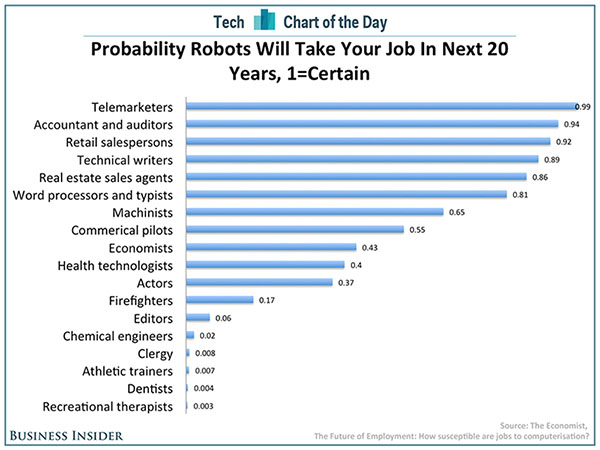 Tech Chart of the Day
Probability Robots Will Take Your Job In Next 20
Years, 1=Certain
Telemarketers 0.99
Accountant and auditors 0.94
Retail salespersons 0.92
Technical writers 0.89
Real estate sales agents 0.86
Word processors and typists 0.81
Machinists 0.65
Commerical pilots 0.55
Economists 0.43
Health technologists 0.4
Actors 0.37
Firefighters 0.17
Editors 0.06
Chemical engineers 0.02
Clergy 0.008
Athletic trainers 0.007
Dentists 0.004
Recreational therapists 0.003
Source: The Economist,
BUSINESS INSIDER The Future of Employment: How susceptible are jobs to computerisation?